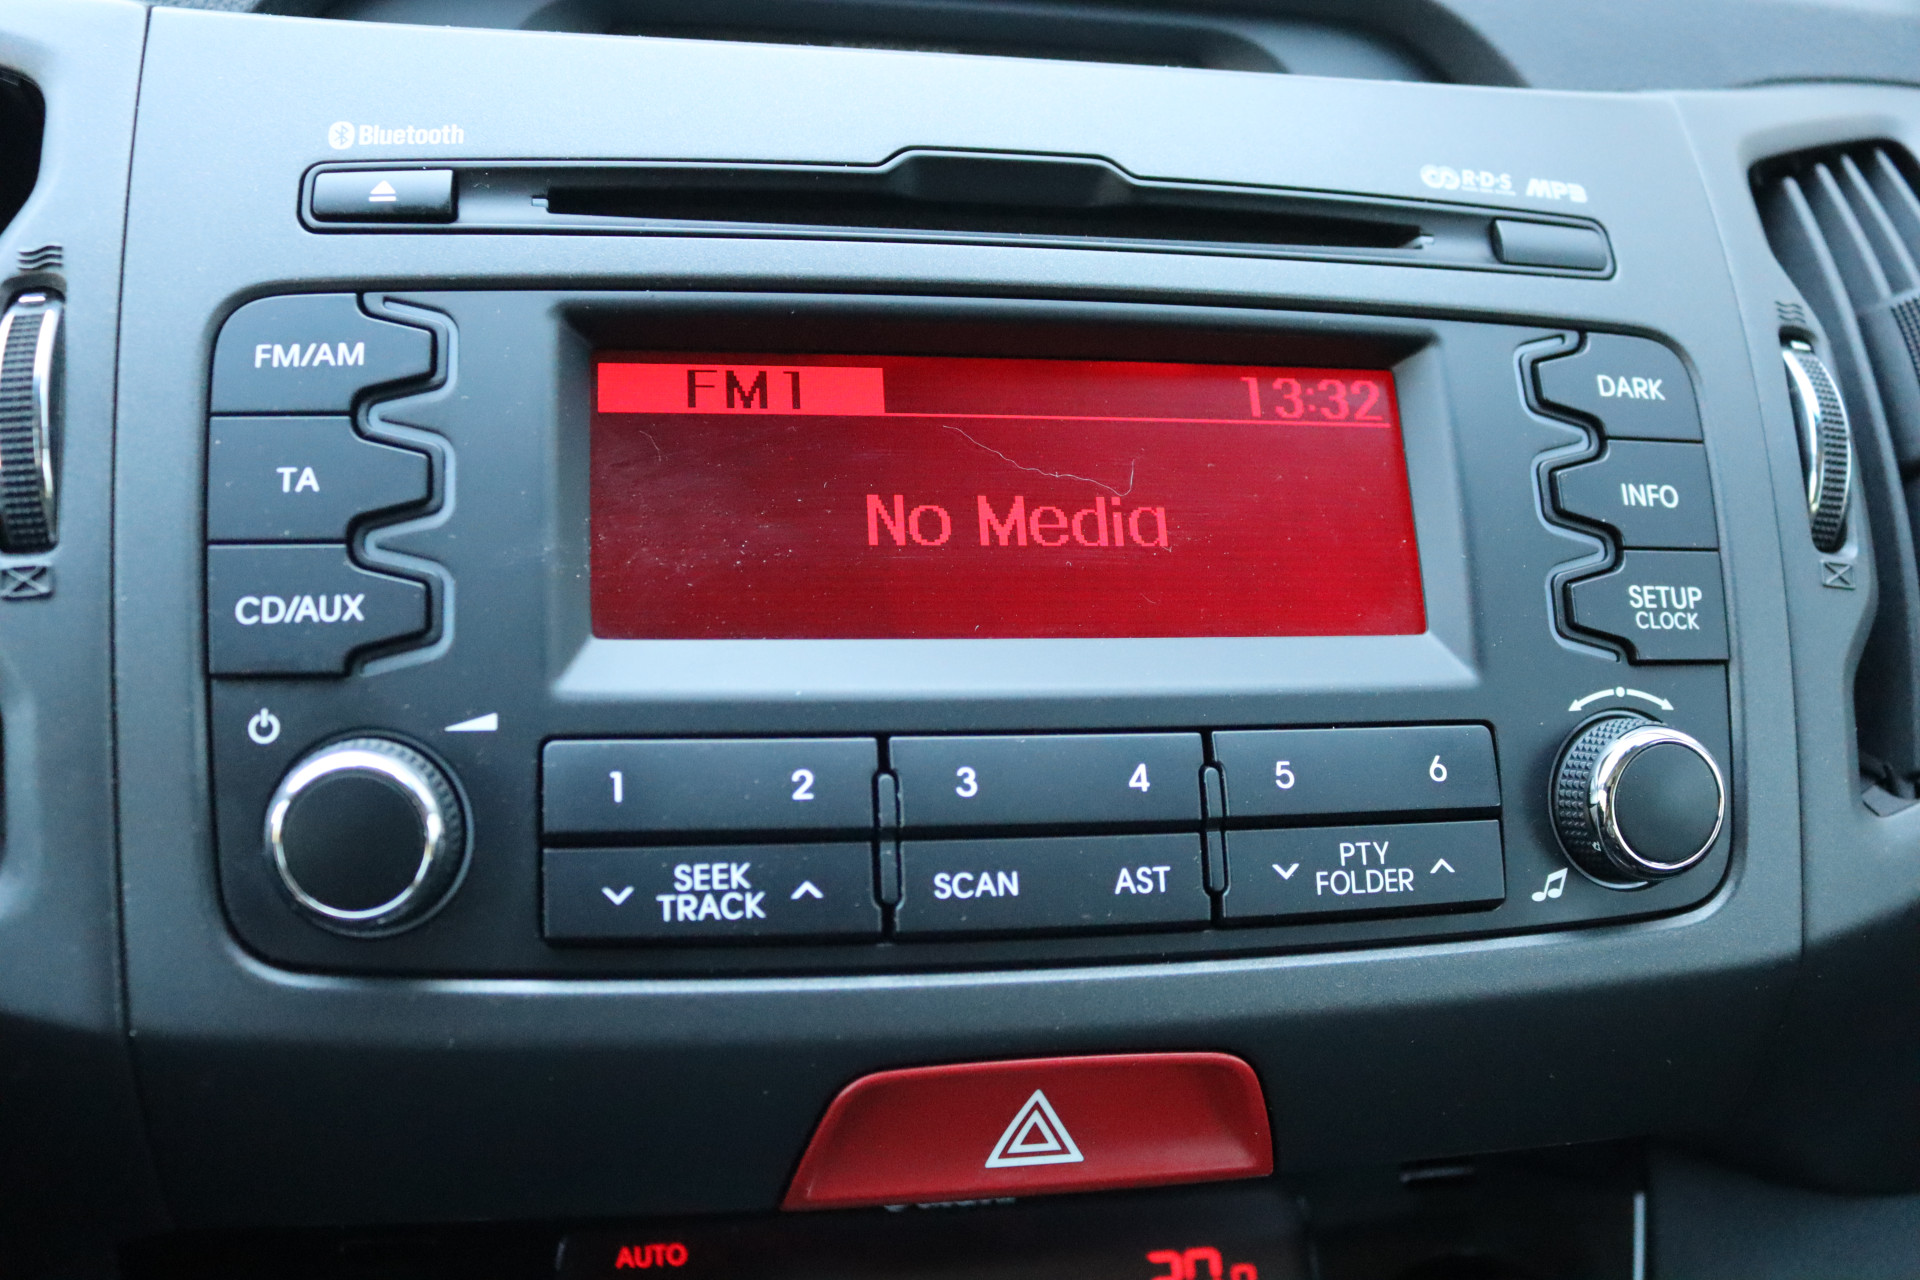 Bluetooth
R·D·S MP3
FM/AM
TA
CD/AUX
FM1 13:32
No Media
DARK
INFO
SETUP
CLOCK
1 2 3 4 5 6
SEEK
TRACK
SCAN AST
PTY
FOLDER
AUTO